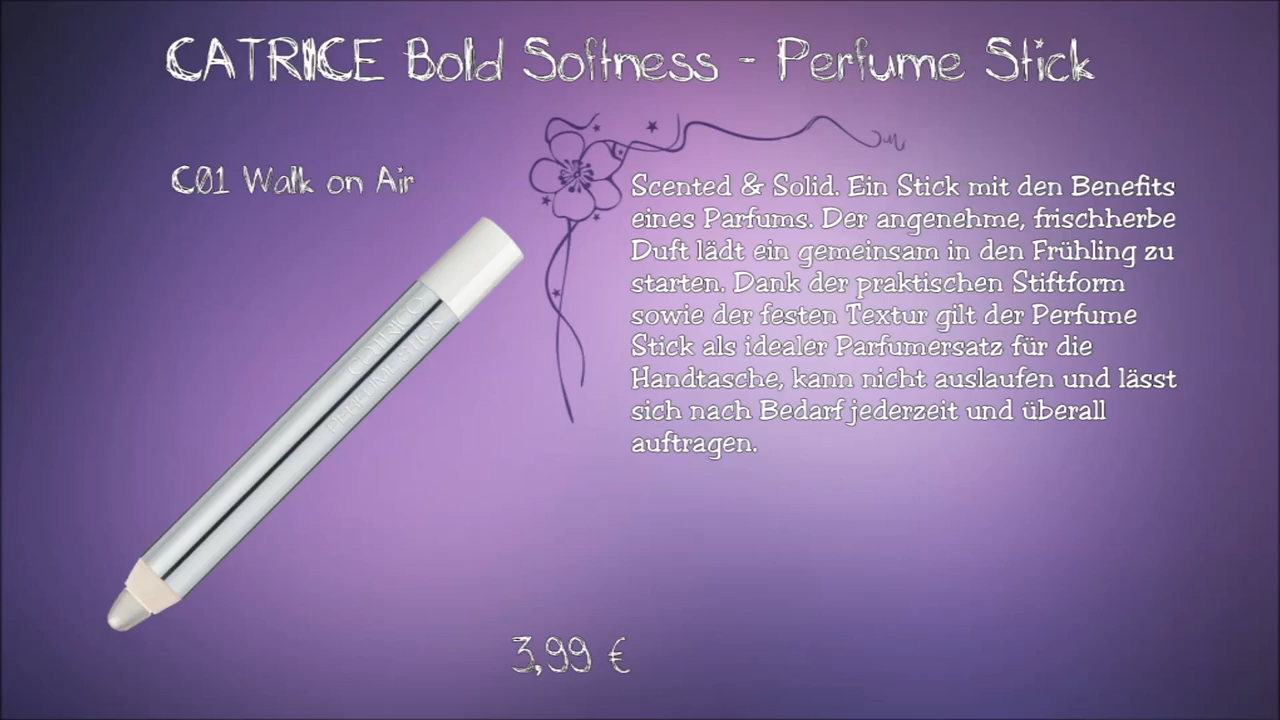 CATRICE Bold Softness - Perfume Stick
C01 Walk on Air
Scented & Solid. Ein Stick mit den Benefits
eines Parfums. Der angenehme, frischherbe
Duft lädt ein gemeinsam in den Frühling zu
starten. Dank der praktischen Stiftform
sowie der festen Textur gilt der Perfume
Stick als idealer Parfumersatz für die
Handtasche, kann nicht auslaufen und lässt
sich nach Bedarf jederzeit und überall
auftragen.
CATRICE
PERFUME STICK
3,99 €